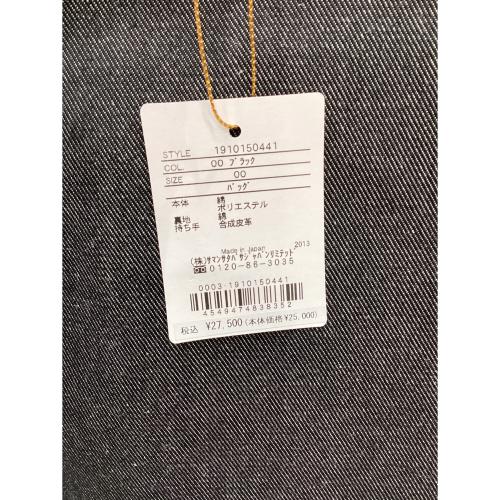 STYLE 1910150441
COL. 00 ブラック
SIZE 00
バッグ
本体 綿
ポリエステル
裏地 綿
持ち手 合成皮革
Made in Japan 2013
(株)サマンサタバサジャパンリミテッド
0120-86-3035
0003-1910150441
4549474838352
税込 ¥27,500(本体価格¥25,000)